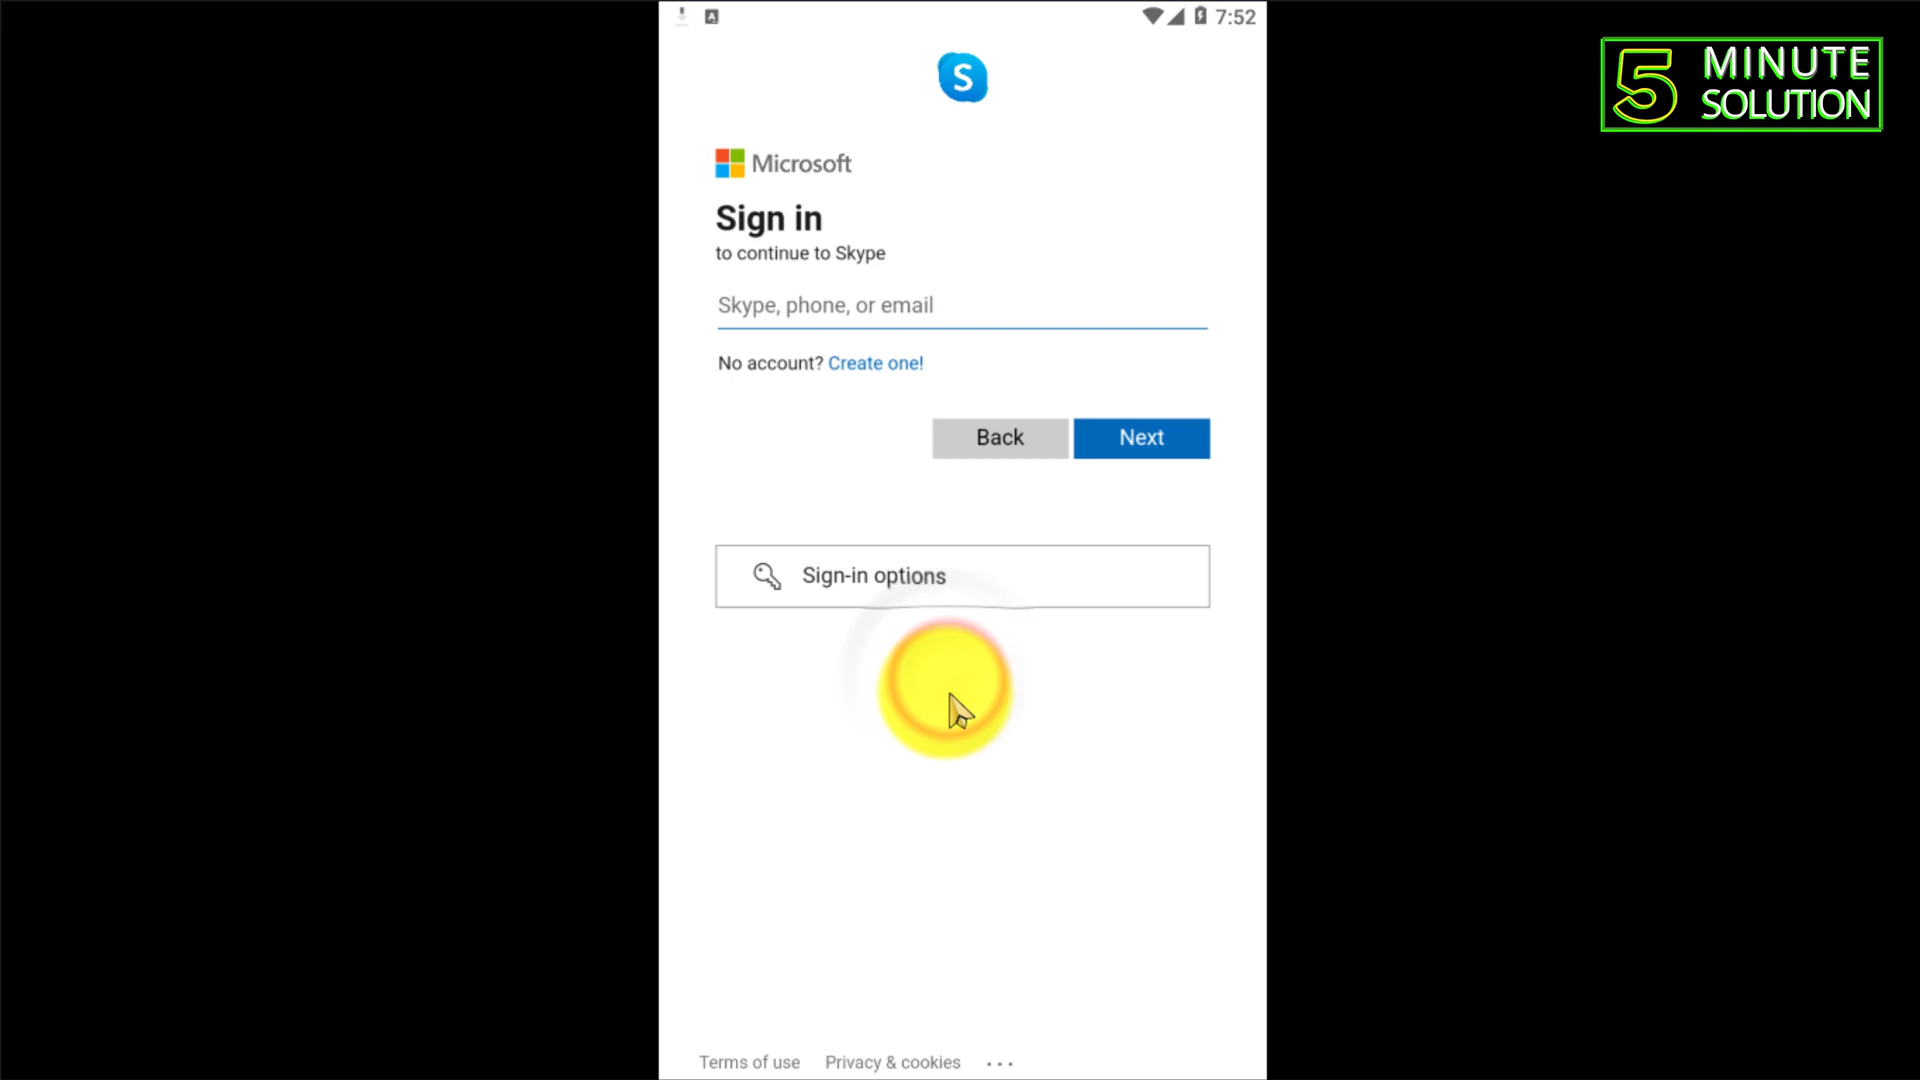 7:52
S
5 MINUTE
SOLUTION
Microsoft
Sign in
to continue to Skype
Skype, phone, or email
No account? Create one!
Back
Next
Sign-in options
Terms of use
Privacy & cookies